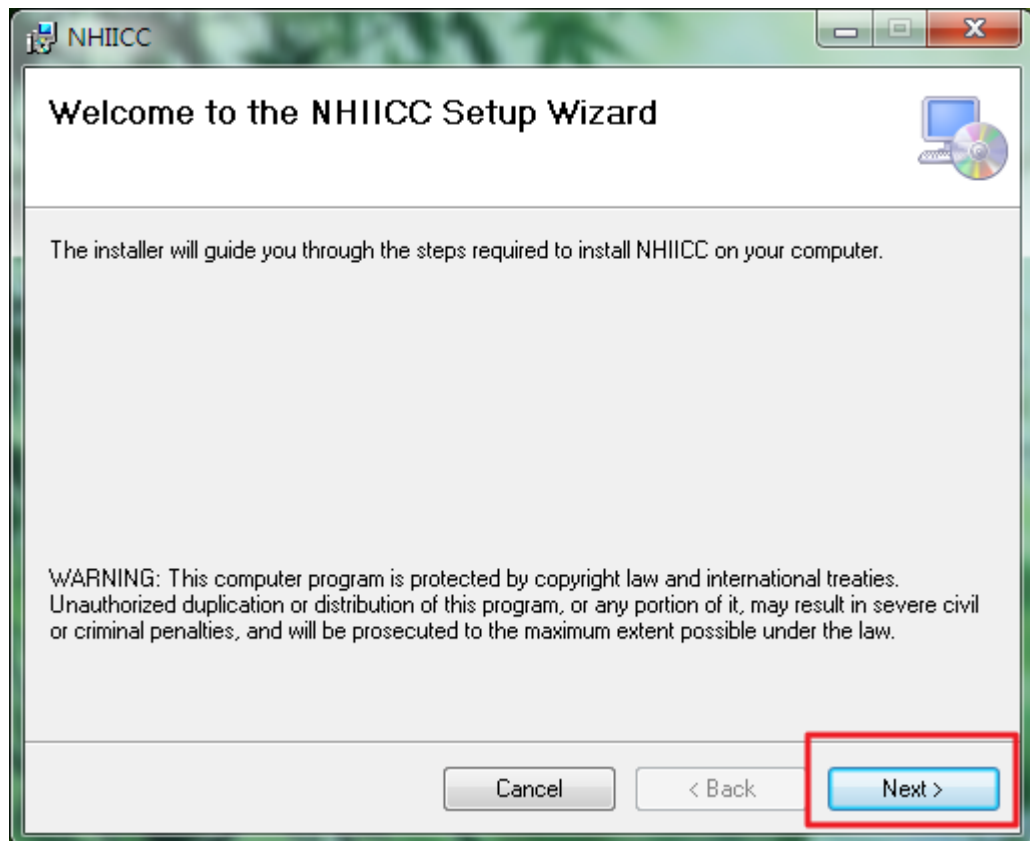 NHIICC
Welcome to the NHIICC Setup Wizard
The installer will guide you through the steps required to install NHIICC on your computer.
WARNING: This computer program is protected by copyright law and international treaties.
Unauthorized duplication or distribution of this program, or any portion of it, may result in severe civil
or criminal penalties, and will be prosecuted to the maximum extent possible under the law.
Cancel
< Back
Next >